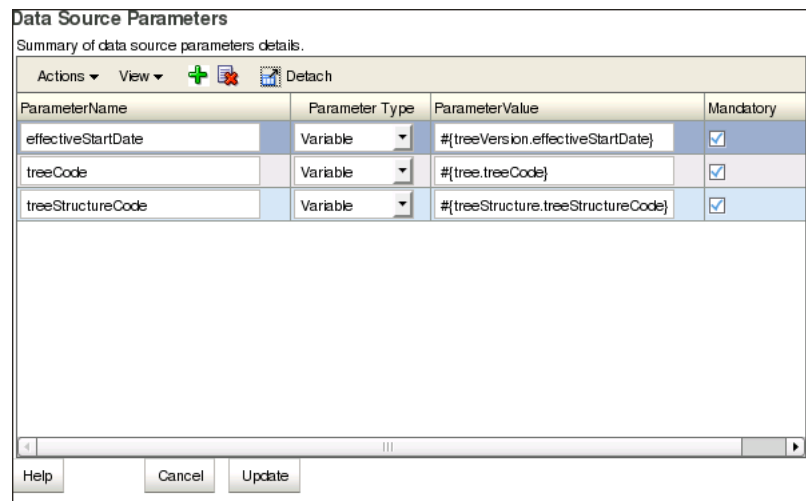 Data Source Parameters
Summary of data source parameters details.
Actions View Detach
ParameterName Parameter Type ParameterValue Mandatory
effectiveStartDate Variable #{treeVersion.effectiveStartDate}
treeCode Variable #{tree.treeCode}
treeStructureCode Variable #{treeStructure.treeStructureCode}
Help Cancel Update